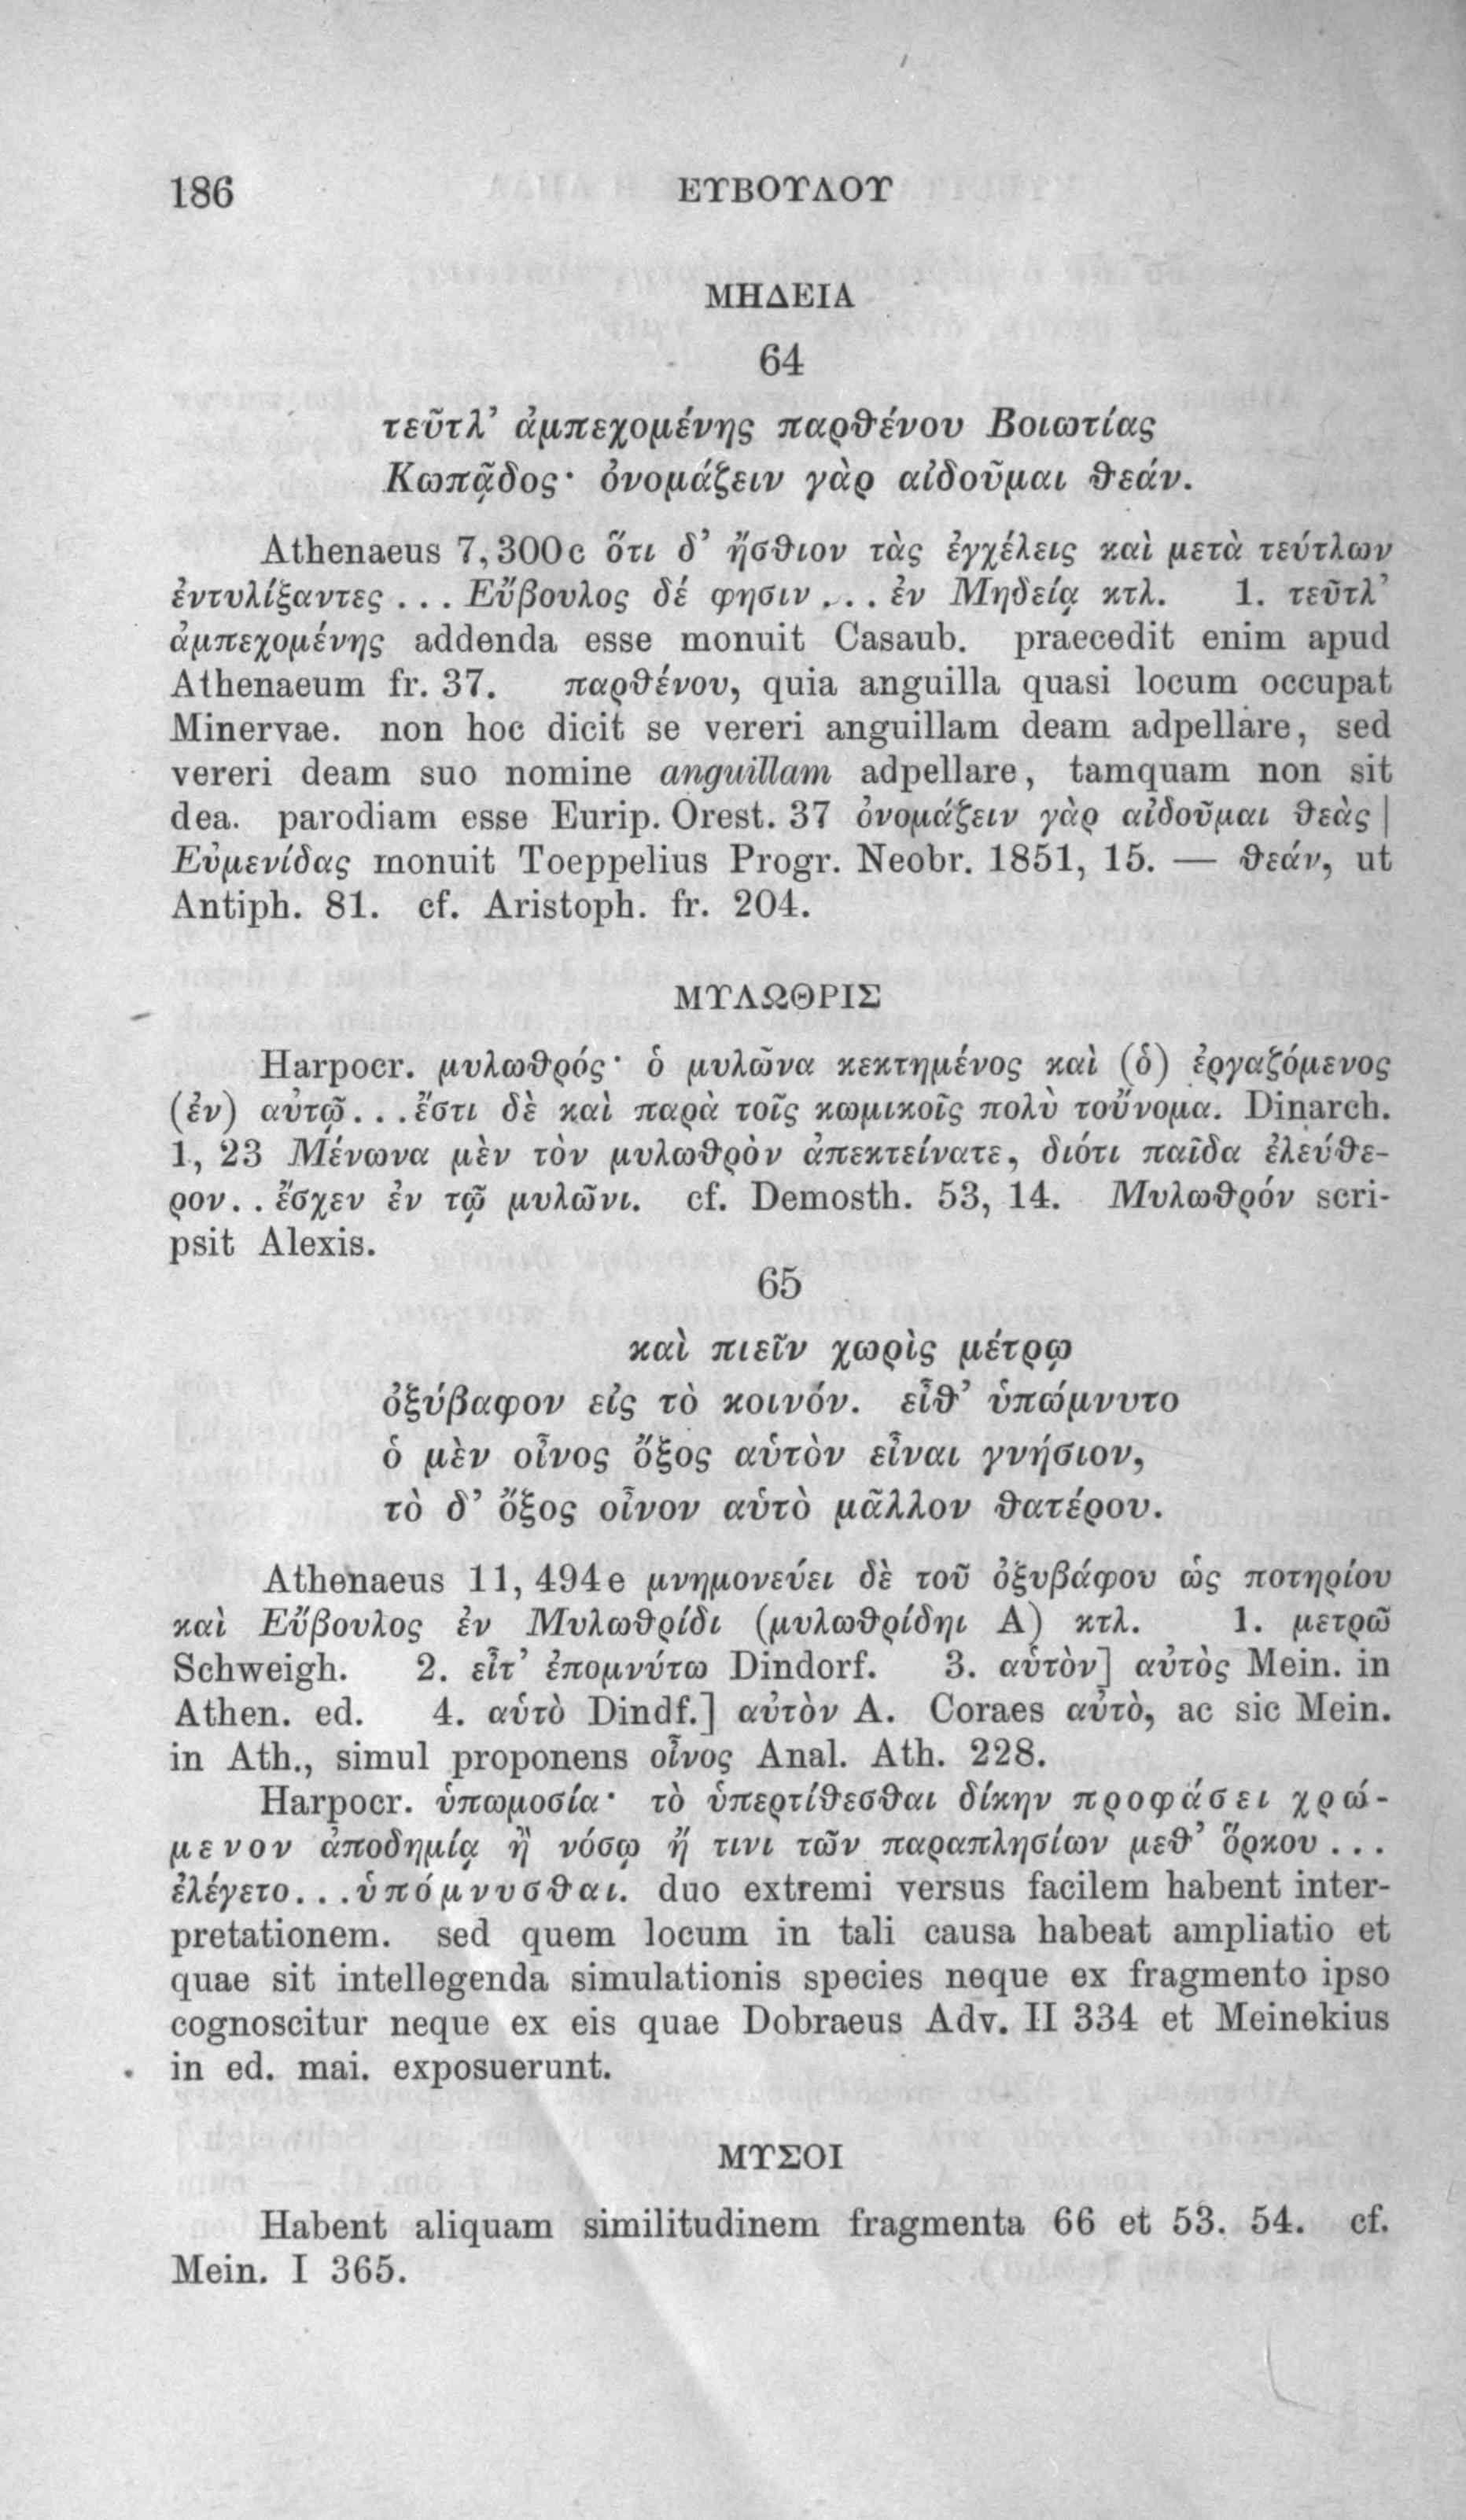 186
ΕΥΒΟΥΛΟΥ
ΜΗΔΕΙΑ
64
τεῦτλ’ ἀμπεχομένης παρθένου Βοιωτίας
Κωπᾷδος· ὀνομάζειν γὰρ αἰδοῦμαι θεάν.
Athenaeus 7, 300c ὅτι δ’ ἤσθιον τὰς ἐγχέλεις καὶ μετὰ τεύτλων
ἐντυλίξαντες . . . Εὔβουλος δέ φησιν . . . ἐν Μηδείᾳ κτλ. 1. τεῦτλ’
ἀμπεχομένης addenda esse monuit Casaub. praecedit enim apud
Athenaeum fr. 37. παρθένου, quia anguilla quasi locum occupat
Minervae. non hoc dicit se vereri anguillam deam adpellare, sed
vereri deam suo nomine anguillam adpellare, tamquam non sit
dea. parodiam esse Eurip. Orest. 37 ὀνομάζειν γὰρ αἰδοῦμαι θεὰς |
Εὐμενίδας monuit Toeppelius Progr. Neobr. 1851, 15. — θεάν, ut
Antiph. 81. cf. Aristoph. fr. 204.
ΜΥΛΩΘΡΙΣ
Harpocr. μυλωθρός· ὁ μυλῶνα κεκτημένος καὶ (ὁ) ἐργαζόμενος
(ἐν) αὐτῷ . . . ἔστι δὲ καὶ παρὰ τοῖς κωμικοῖς πολὺ τοὔνομα. Dinarch.
1, 23 Μένωνα μὲν τὸν μυλωθρὸν ἀπεκτείνατε, διότι παῖδα ἐλεύθε-
ρον . . ἔσχεν ἐν τῷ μυλῶνι. cf. Demosth. 53, 14. Μυλωθρόν scri-
psit Alexis.
65
καὶ πιεῖν χωρὶς μέτρῳ
ὀξύβαφον εἰς τὸ κοινόν. εἶθ’ ὑπώμνυτο
ὁ μὲν οἶνος ὄξος αὑτὸν εἶναι γνήσιον,
τὸ δ’ ὄξος οἶνον αὑτὸ μᾶλλον θατέρου.
Athenaeus 11, 494e μνημονεύει δὲ τοῦ ὀξυβάφου ὡς ποτηρίου
καὶ Εὔβουλος ἐν Μυλωθρίδι (μυλωθρίδηι A) κτλ. 1. μετρῶ
Schweigh. 2. εἶτ’ ἐπομνύτω Dindorf. 3. αὑτὸν] αὐτὸς Mein. in
Athen. ed. 4. αὑτὸ Dindf.] αὐτὸν A. Coraes αὐτὸ, ac sic Mein.
in Ath., simul proponens οἶνος Anal. Ath. 228.
Harpocr. ὑπωμοσία· τὸ ὑπερτίθεσθαι δίκην προφάσει χρώ-
μενον ἀποδημίᾳ ἢ νόσῳ ἤ τινι τῶν παραπλησίων μεθ’ ὅρκου . . .
ἐλέγετο . . . ὑπόμνυσθαι. duo extremi versus facilem habent inter-
pretationem. sed quem locum in tali causa habeat ampliatio et
quae sit intellegenda simulationis species neque ex fragmento ipso
cognoscitur neque ex eis quae Dobraeus Adv. II 334 et Meinekius
in ed. mai. exposuerunt.
ΜΥΣΟΙ
Habent aliquam similitudinem fragmenta 66 et 53. 54. cf.
Mein. I 365.